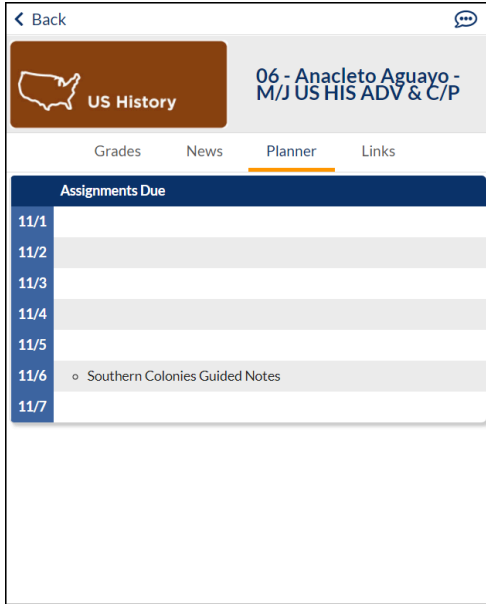 Back
US History
06 - Anacleto Aguayo -
M/J US HIS ADV & C/P
Grades News Planner Links
Assignments Due
11/1
11/2
11/3
11/4
11/5
11/6 Southern Colonies Guided Notes
11/7